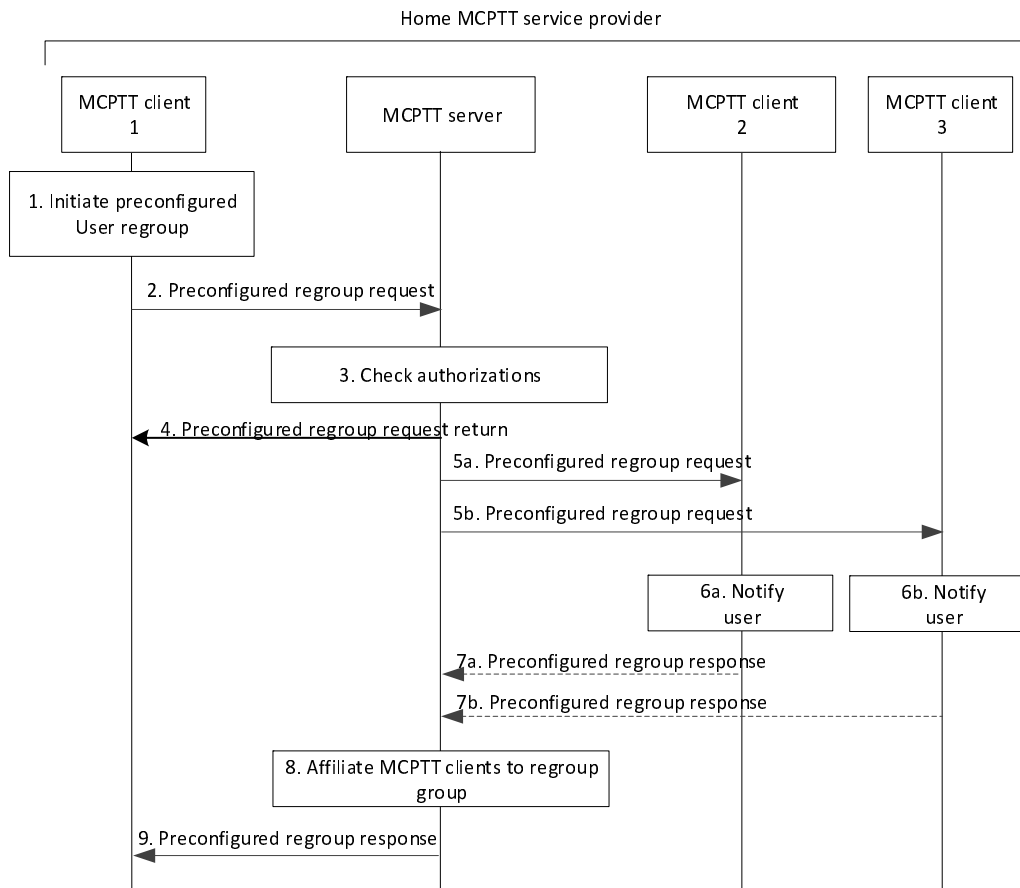 Home MCPTT service provider
MCPTT client
1
MCPTT server
MCPTT client
2
MCPTT client
3
1. Initiate preconfigured
User regroup
2. Preconfigured regroup request
3. Check authorizations
4. Preconfigured regroup request return
5a. Preconfigured regroup request
5b. Preconfigured regroup request
6a. Notify
user
6b. Notify
user
7a. Preconfigured regroup response
7b. Preconfigured regroup response
8. Affiliate MCPTT clients to regroup
group
9. Preconfigured regroup response